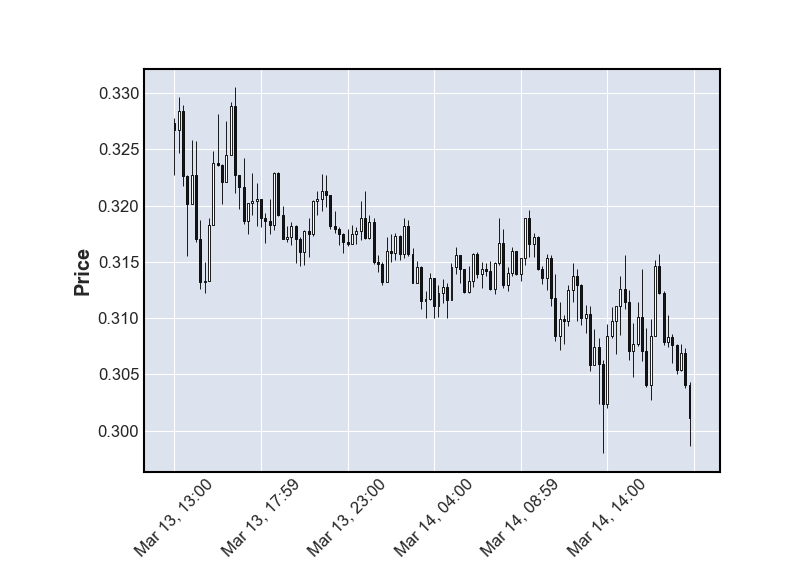 0.330
0.325
0.320
0.315
0.310
0.305
0.300
Price
Mar 13, 13:00
Mar 13, 17:59
Mar 13, 23:00
Mar 14, 04:00
Mar 14, 08:59
Mar 14, 14:00